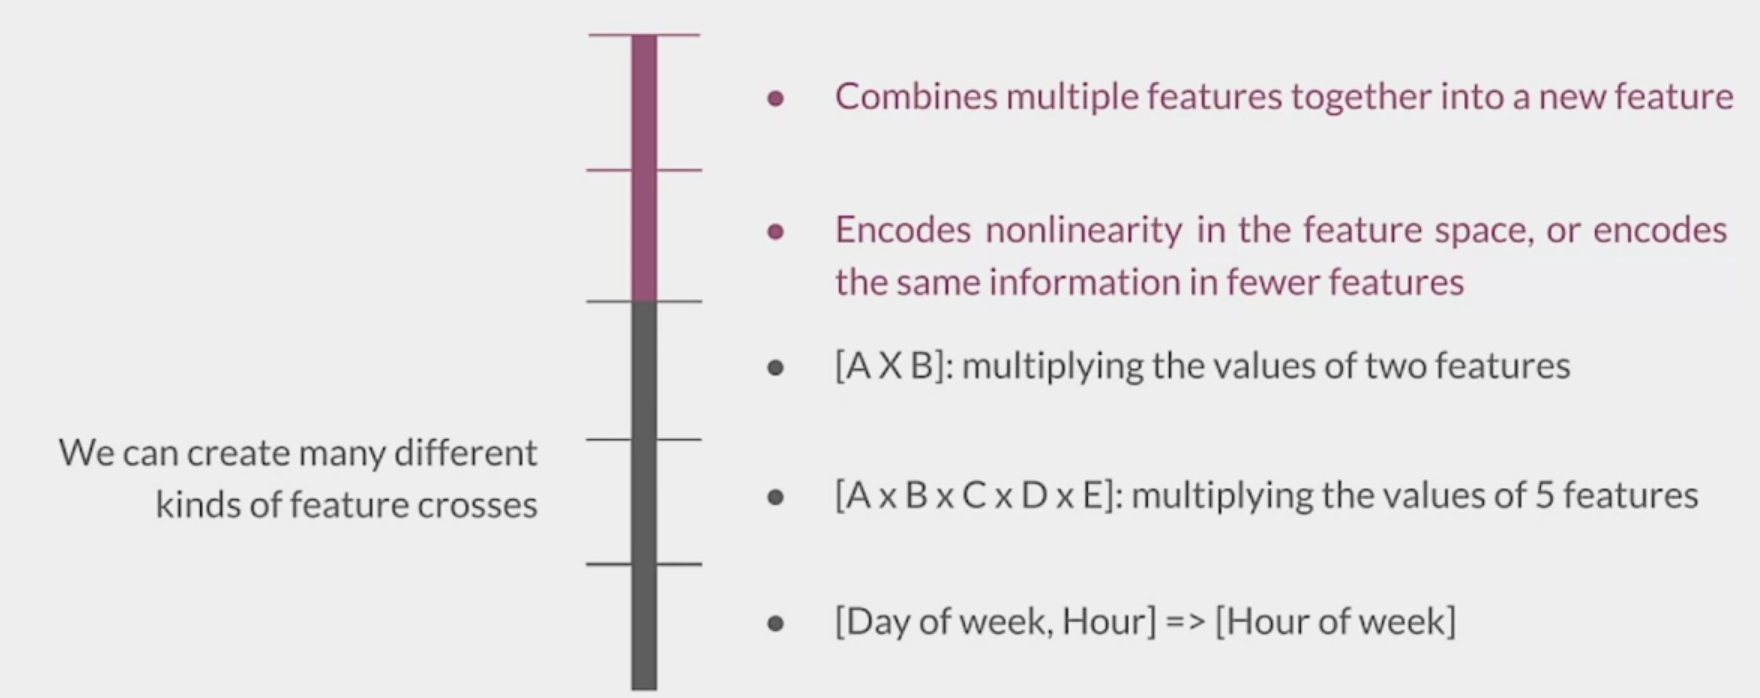 Combines multiple features together into a new feature
Encodes nonlinearity in the feature space, or encodes
the same information in fewer features
[A X B]: multiplying the values of two features
We can create many different
kinds of feature crosses
[A x B x C x D x E]: multiplying the values of 5 features
[Day of week, Hour] => [Hour of week]